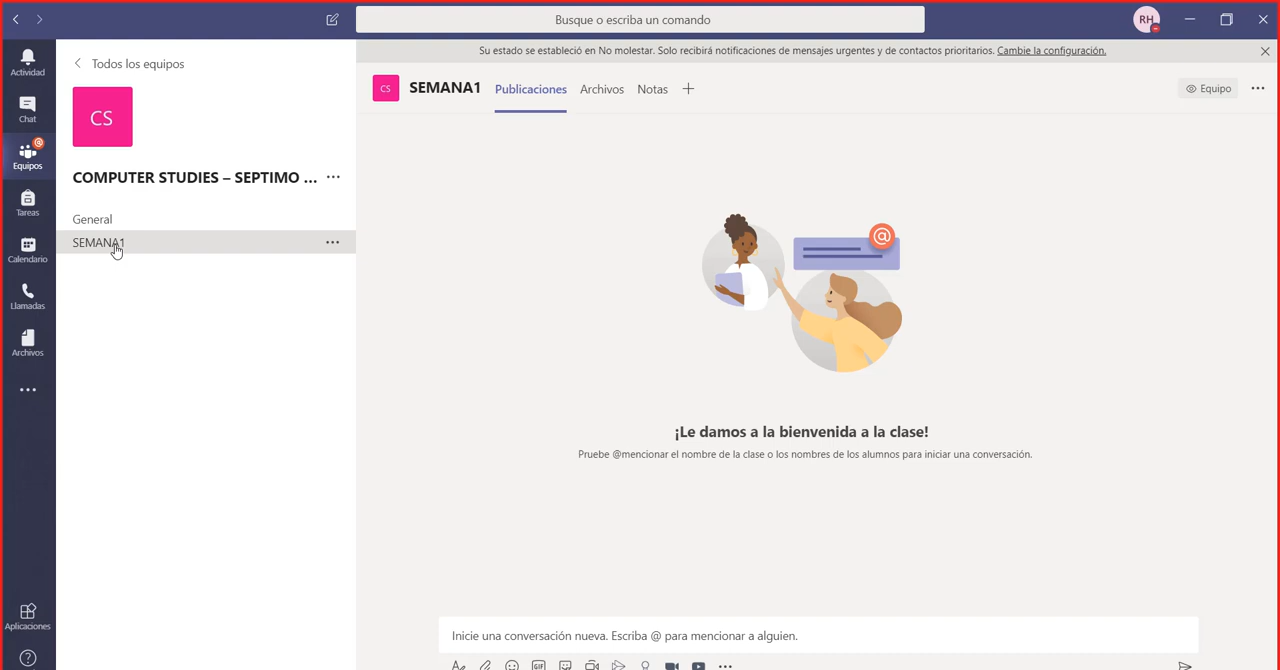 Busque o escriba un comando
RH
Actividad
Chat
Equipos
Tareas
Calendario
Llamadas
Archivos
Aplicaciones
Todos los equipos
CS
COMPUTER STUDIES – SEPTIMO ...
General
SEMANA1
Su estado se estableció en No molestar. Solo recibirá notificaciones de mensajes urgentes y de contactos prioritarios. Cambie la configuración.
CS SEMANA1 Publicaciones Archivos Notas Equipo
@
¡Le damos a la bienvenida a la clase!
Pruebe @mencionar el nombre de la clase o los nombres de los alumnos para iniciar una conversación.
Inicie una conversación nueva. Escriba @ para mencionar a alguien.
GIF